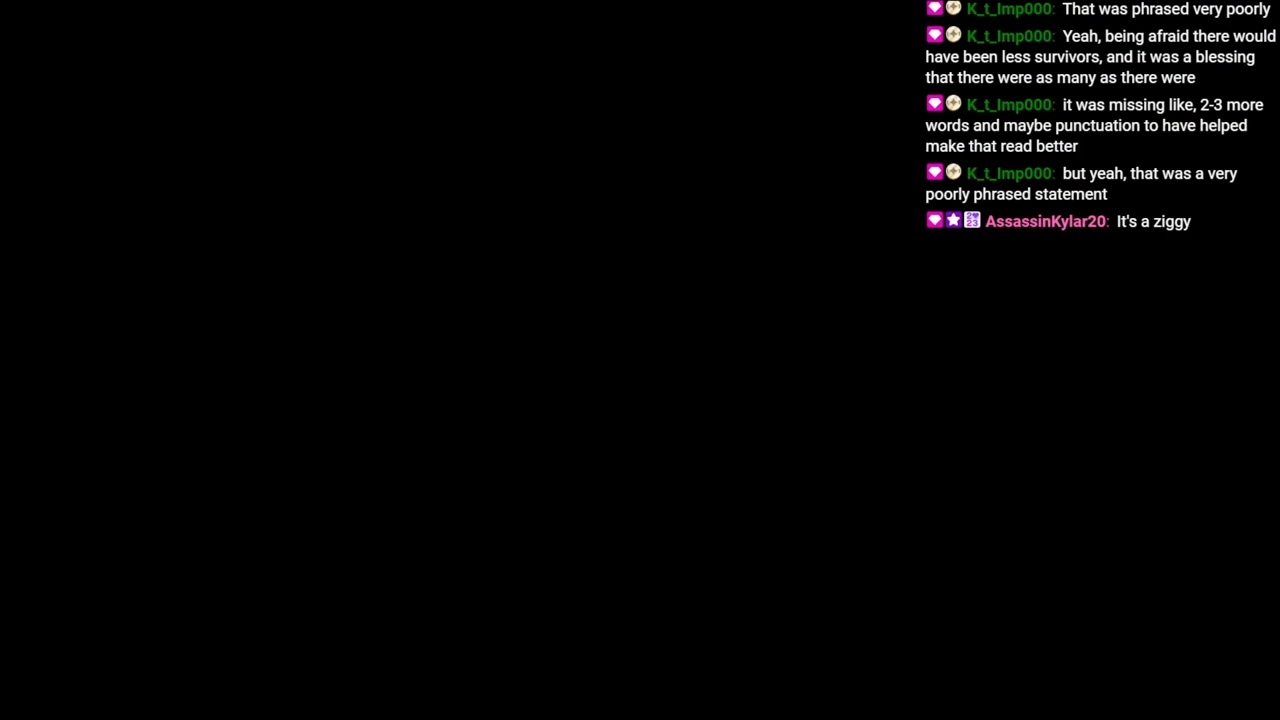 K_t_Imp000: That was phrased very poorly
K_t_Imp000: Yeah, being afraid there would
have been less survivors, and it was a blessing
that there were as many as there were
K_t_Imp000: it was missing like, 2-3 more
words and maybe punctuation to have helped
make that read better
K_t_Imp000: but yeah, that was a very
poorly phrased statement
AssassinKylar20: It's a ziggy